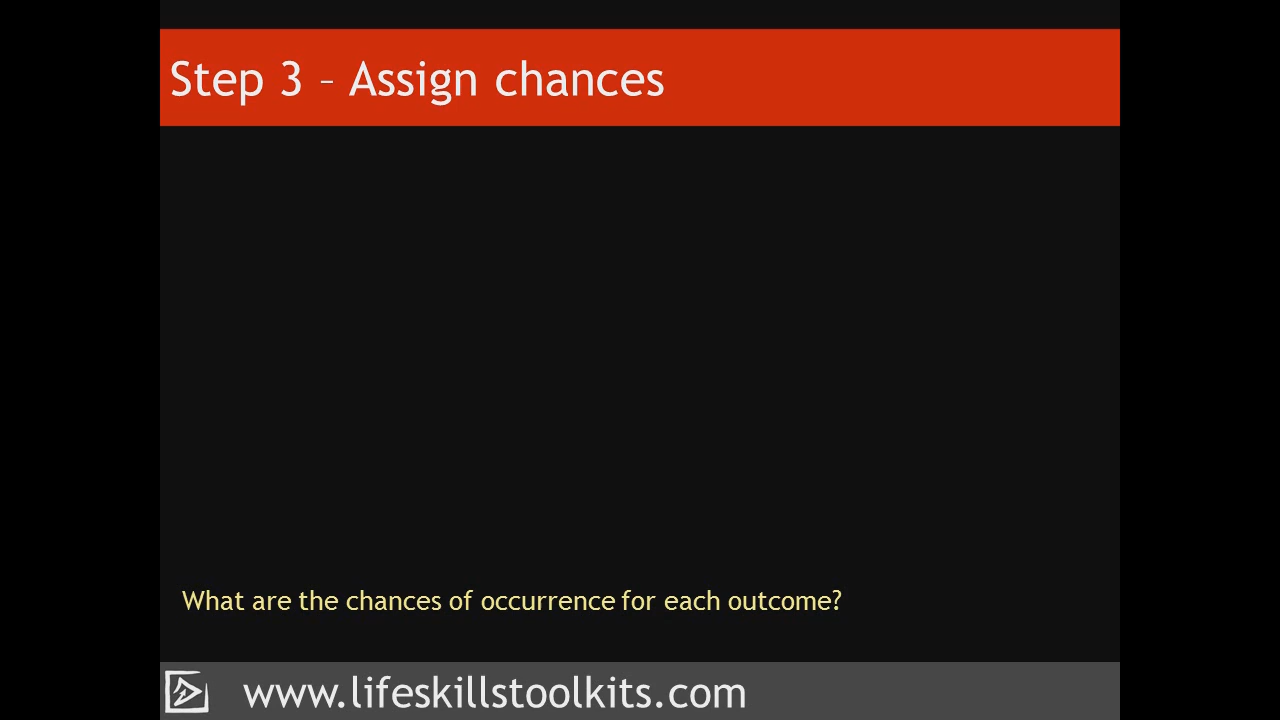 Step 3 – Assign chances
What are the chances of occurrence for each outcome?
www.lifeskillstoolkits.com